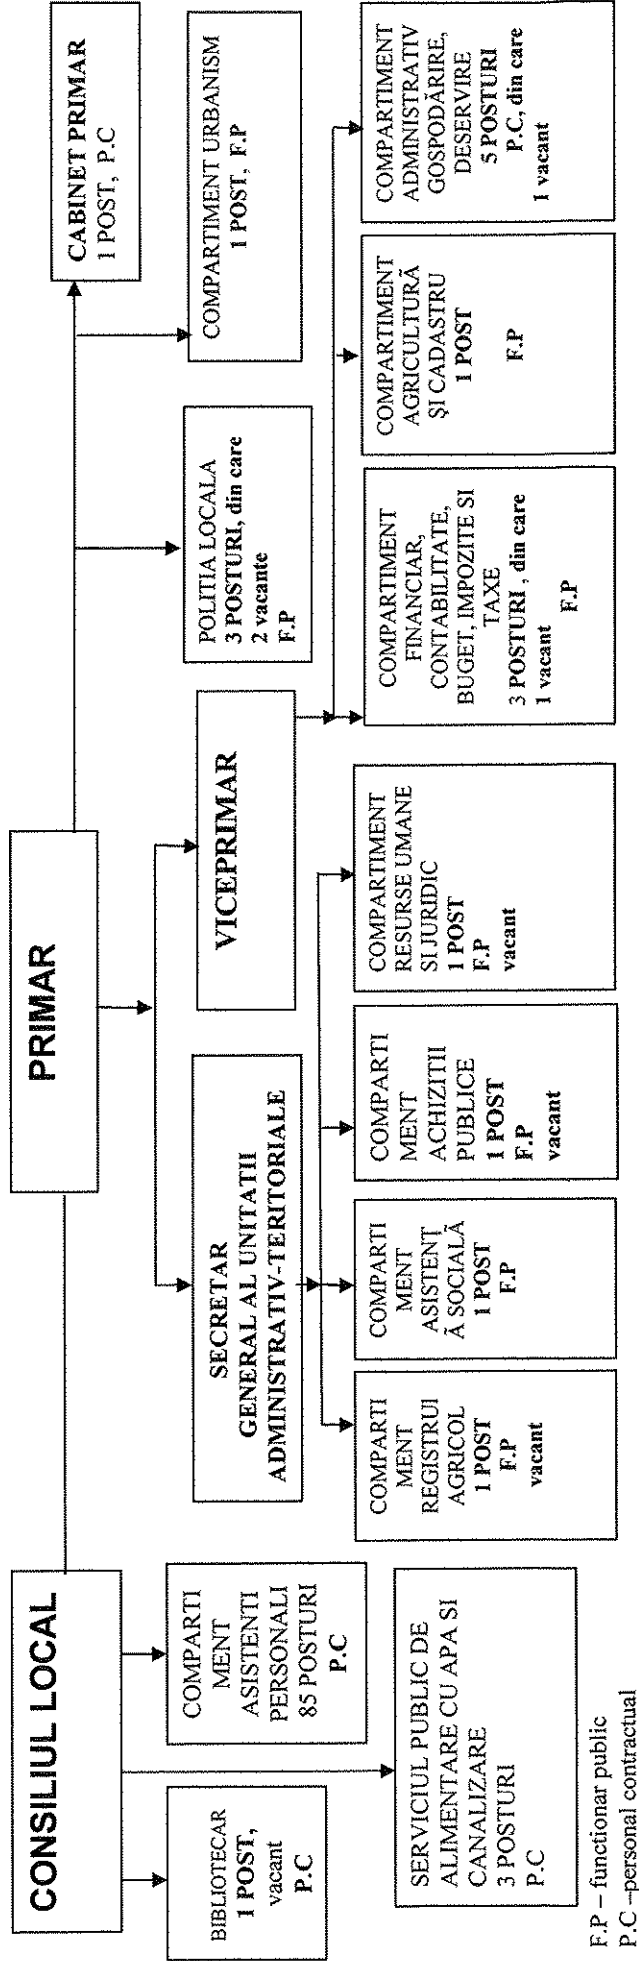 CONSILIUL LOCAL
PRIMAR
CABINET PRIMAR
1 POST, P.C
BIBLIOTECAR
1 POST,
vacant
P.C
COMPARTI
MENT
ASISTENTI
PERSONALI
85 POSTURI
P.C
SERVICIUL PUBLIC DE
ALIMENTARE CU APA SI
CANALIZARE
3 POSTURI
P.C
SECRETAR
GENERAL AL UNITATII
ADMINISTRATIV-TERITORIALE
VICEPRIMAR
POLITIA LOCALA
3 POSTURI, din care
2 vacante
F.P
COMPARTIMENT URBANISM
1 POST, F.P
COMPARTI
MENT
REGISTRUI
AGRICOL
1 POST
F.P
vacant
COMPARTI
MENT
ASISTENȚ
Ă SOCIALĂ
1 POST
F.P
COMPARTI
MENT
ACHIZITII
PUBLICE
1 POST
F.P
vacant
COMPARTIMENT
RESURSE UMANE
SI JURIDIC
1 POST
F.P
vacant
COMPARTIMENT
FINANCIAR,
CONTABILITATE,
BUGET, IMPOZITE SI
TAXE
3 POSTURI , din care
1 vacant F.P
COMPARTIMENT
AGRICULTURĂ
ŞI CADASTRU
1 POST
F.P
COMPARTIMENT
ADMINISTRATIV
GOSPODĂRIRE,
DESERVIRE
5 POSTURI
P.C, din care
1 vacant
F.P – functionar public
P.C –personal contractual